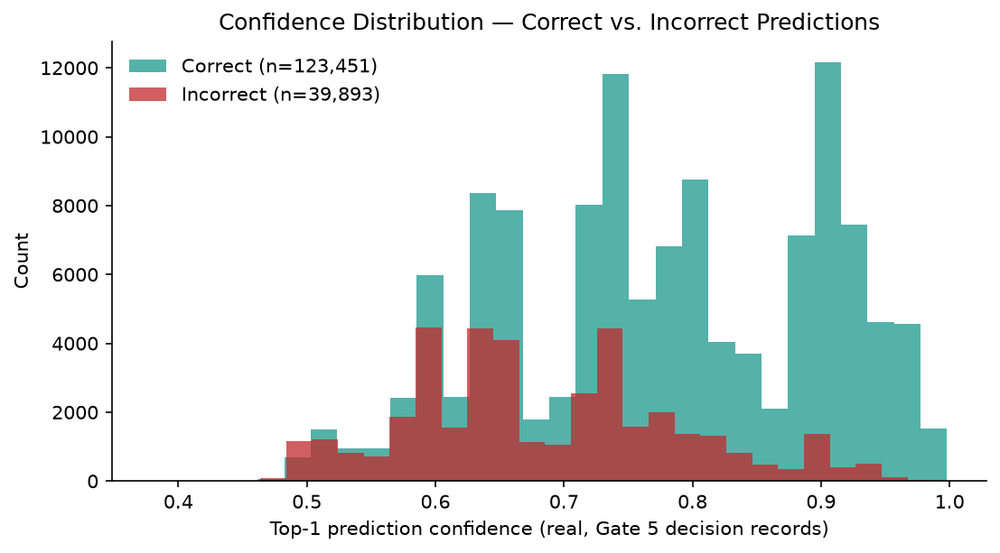 Confidence Distribution — Correct vs. Incorrect Predictions
Correct (n=123,451)
Incorrect (n=39,893)
Count
12000
10000
8000
6000
4000
2000
0
0.4
0.5
0.6
0.7
0.8
0.9
1.0
Top-1 prediction confidence (real, Gate 5 decision records)